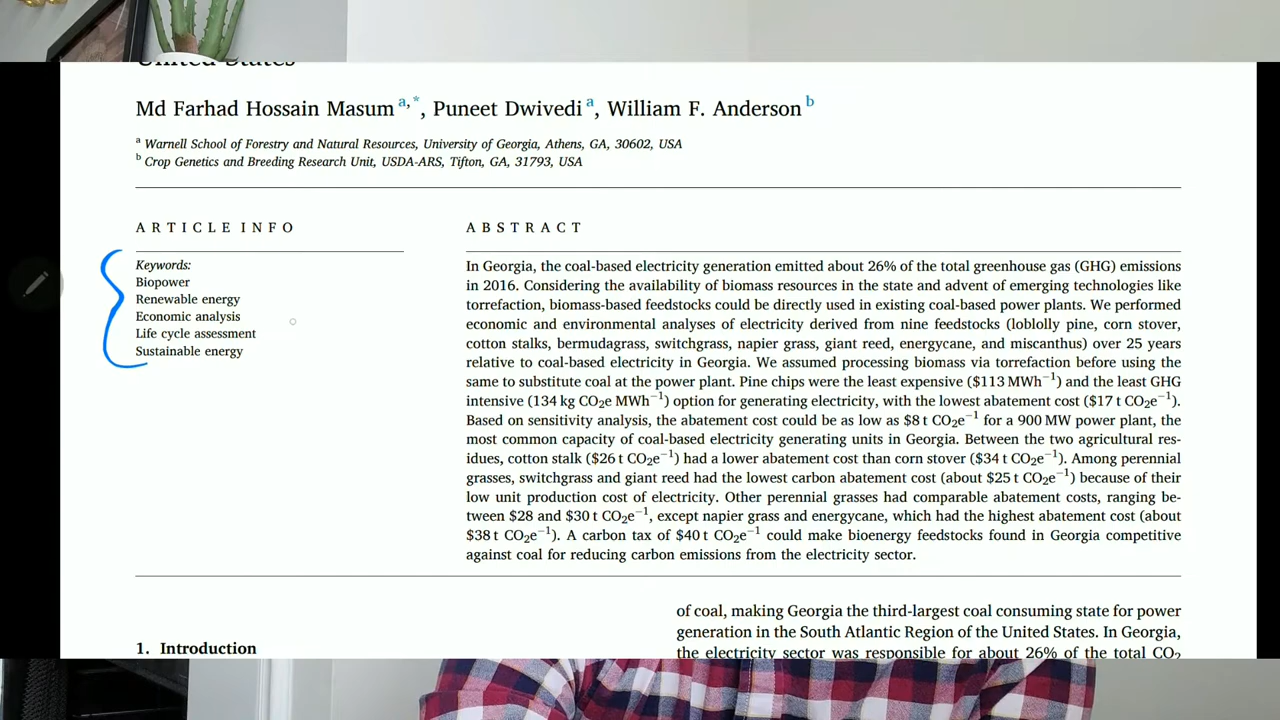 United States
Md Farhad Hossain Masum a,*, Puneet Dwivedi a, William F. Anderson b
a Warnell School of Forestry and Natural Resources, University of Georgia, Athens, GA, 30602, USA
b Crop Genetics and Breeding Research Unit, USDA-ARS, Tifton, GA, 31793, USA
ARTICLE INFO
Keywords:
Biopower
Renewable energy
Economic analysis
Life cycle assessment
Sustainable energy
ABSTRACT
In Georgia, the coal-based electricity generation emitted about 26% of the total greenhouse gas (GHG) emissions
in 2016. Considering the availability of biomass resources in the state and advent of emerging technologies like
torrefaction, biomass-based feedstocks could be directly used in existing coal-based power plants. We performed
economic and environmental analyses of electricity derived from nine feedstocks (loblolly pine, corn stover,
cotton stalks, bermudagrass, switchgrass, napier grass, giant reed, energycane, and miscanthus) over 25 years
relative to coal-based electricity in Georgia. We assumed processing biomass via torrefaction before using the
same to substitute coal at the power plant. Pine chips were the least expensive ($113 MWh⁻¹) and the least GHG
intensive (134 kg CO₂e MWh⁻¹) option for generating electricity, with the lowest abatement cost ($17 t CO₂e⁻¹).
Based on sensitivity analysis, the abatement cost could be as low as $8 t CO₂e⁻¹ for a 900 MW power plant, the
most common capacity of coal-based electricity generating units in Georgia. Between the two agricultural res-
idues, cotton stalk ($26 t CO₂e⁻¹) had a lower abatement cost than corn stover ($34 t CO₂e⁻¹). Among perennial
grasses, switchgrass and giant reed had the lowest carbon abatement cost (about $25 t CO₂e⁻¹) because of their
low unit production cost of electricity. Other perennial grasses had comparable abatement costs, ranging be-
tween $28 and $30 t CO₂e⁻¹, except napier grass and energycane, which had the highest abatement cost (about
$38 t CO₂e⁻¹). A carbon tax of $40 t CO₂e⁻¹ could make bioenergy feedstocks found in Georgia competitive
against coal for reducing carbon emissions from the electricity sector.
1. Introduction
of coal, making Georgia the third-largest coal consuming state for power
generation in the South Atlantic Region of the United States. In Georgia,
the electricity sector was responsible for about 26% of the total CO₂